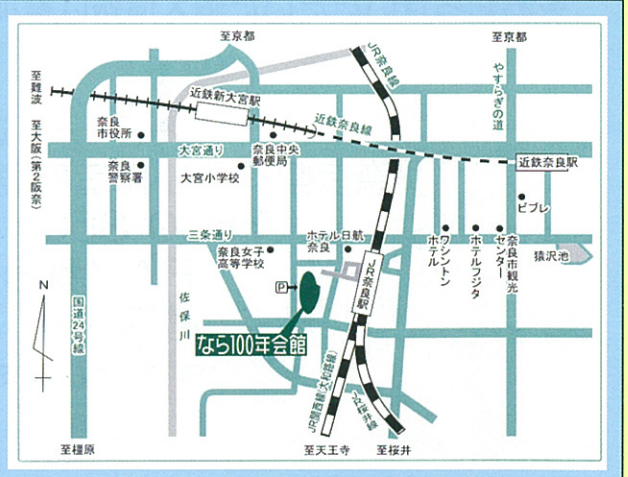 至京都
至京都
JR奈良線
やすらぎの道
至難波
至大阪(第2阪奈)
近鉄新大宮駅
近鉄奈良線
奈良
市役所
奈良中央
郵便局
大宮通り
近鉄奈良駅
奈良
警察署
大宮小学校
ビブレ
三条通り
ホテル日航
奈良
奈良女子
高等学校
ワシントン
ホテル
ホテルフジタ
奈良市観光
センター
猿沢池
P
JR奈良駅
N
国道24号線
佐保川
なら100年会館
JR関西線(大和路線)
JR桜井線
至橿原
至天王寺
至桜井